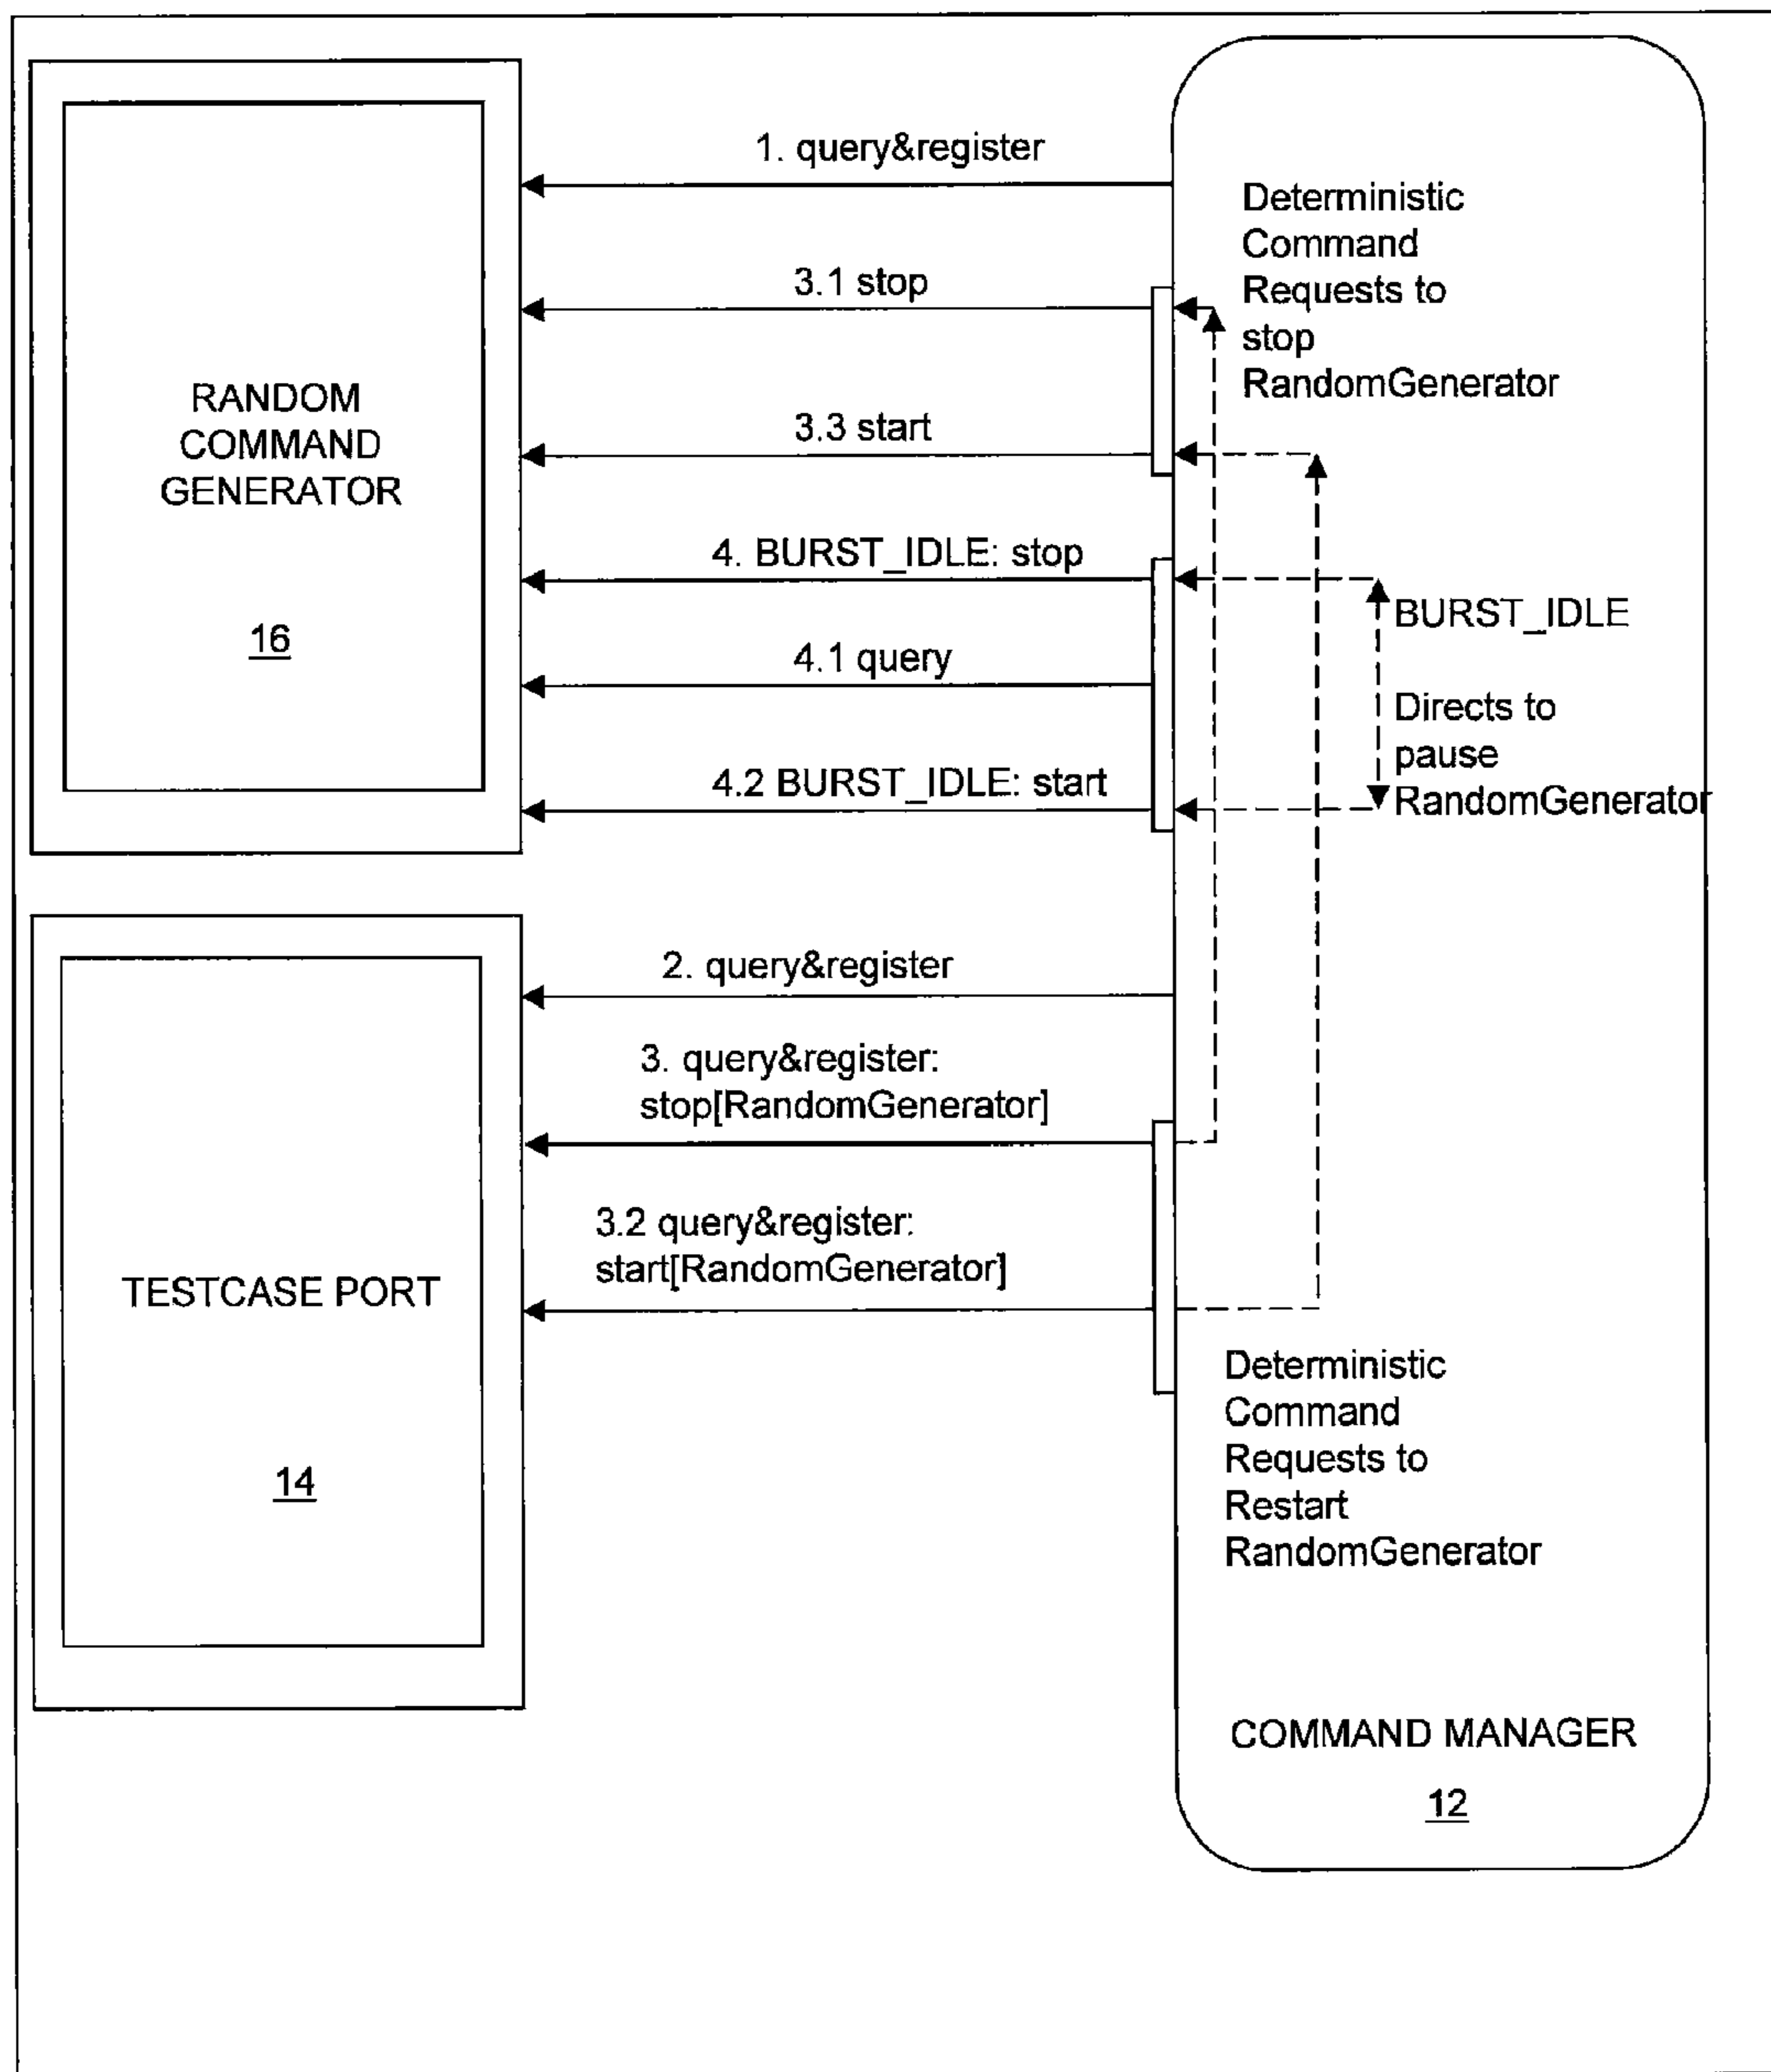 1. query&register
Deterministic
Command
Requests to
stop
RandomGenerator
3.1 stop
RANDOM
COMMAND
GENERATOR
16
3.3 start
4. BURST_IDLE: stop
4.1 query
4.2 BURST_IDLE: start
BURST_IDLE
Directs to
pause
RandomGenerator
2. query&register
3. query&register:
stop[RandomGenerator]
3.2 query&register:
start[RandomGenerator]
TESTCASE PORT
14
Deterministic
Command
Requests to
Restart
RandomGenerator
COMMAND MANAGER
12